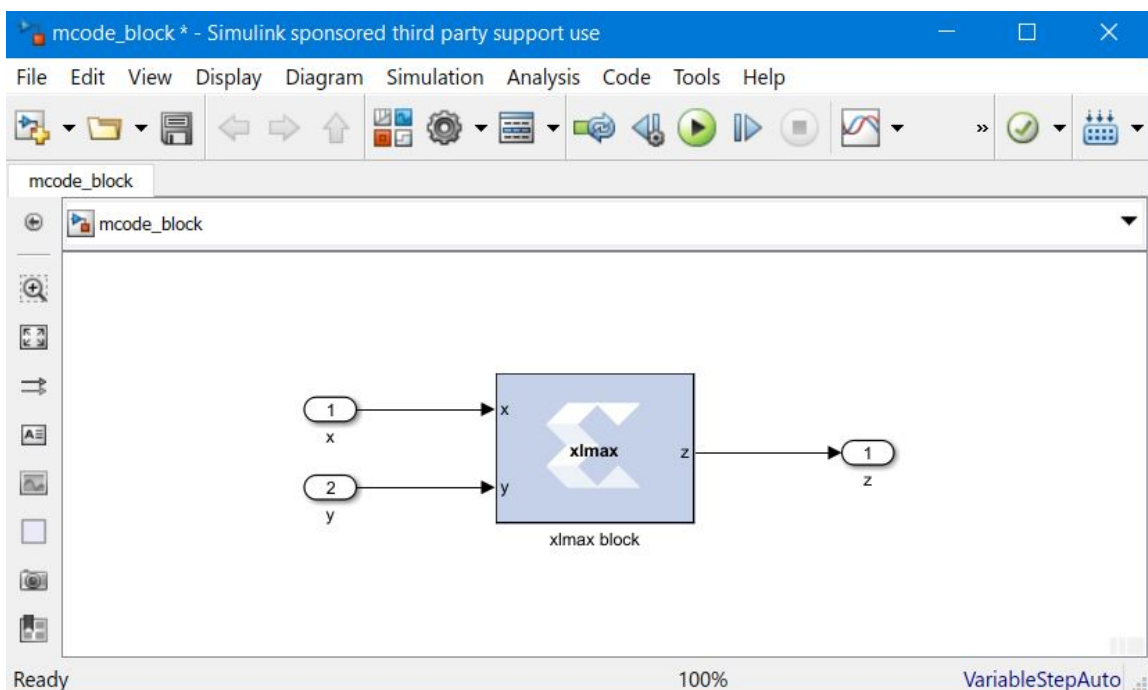 mcode_block * - Simulink sponsored third party support use
File Edit View Display Diagram Simulation Analysis Code Tools Help
»
mcode_block
mcode_block
1
x
2
y
x
y
xlmax
z
xlmax block
1
z
Ready 100% VariableStepAuto